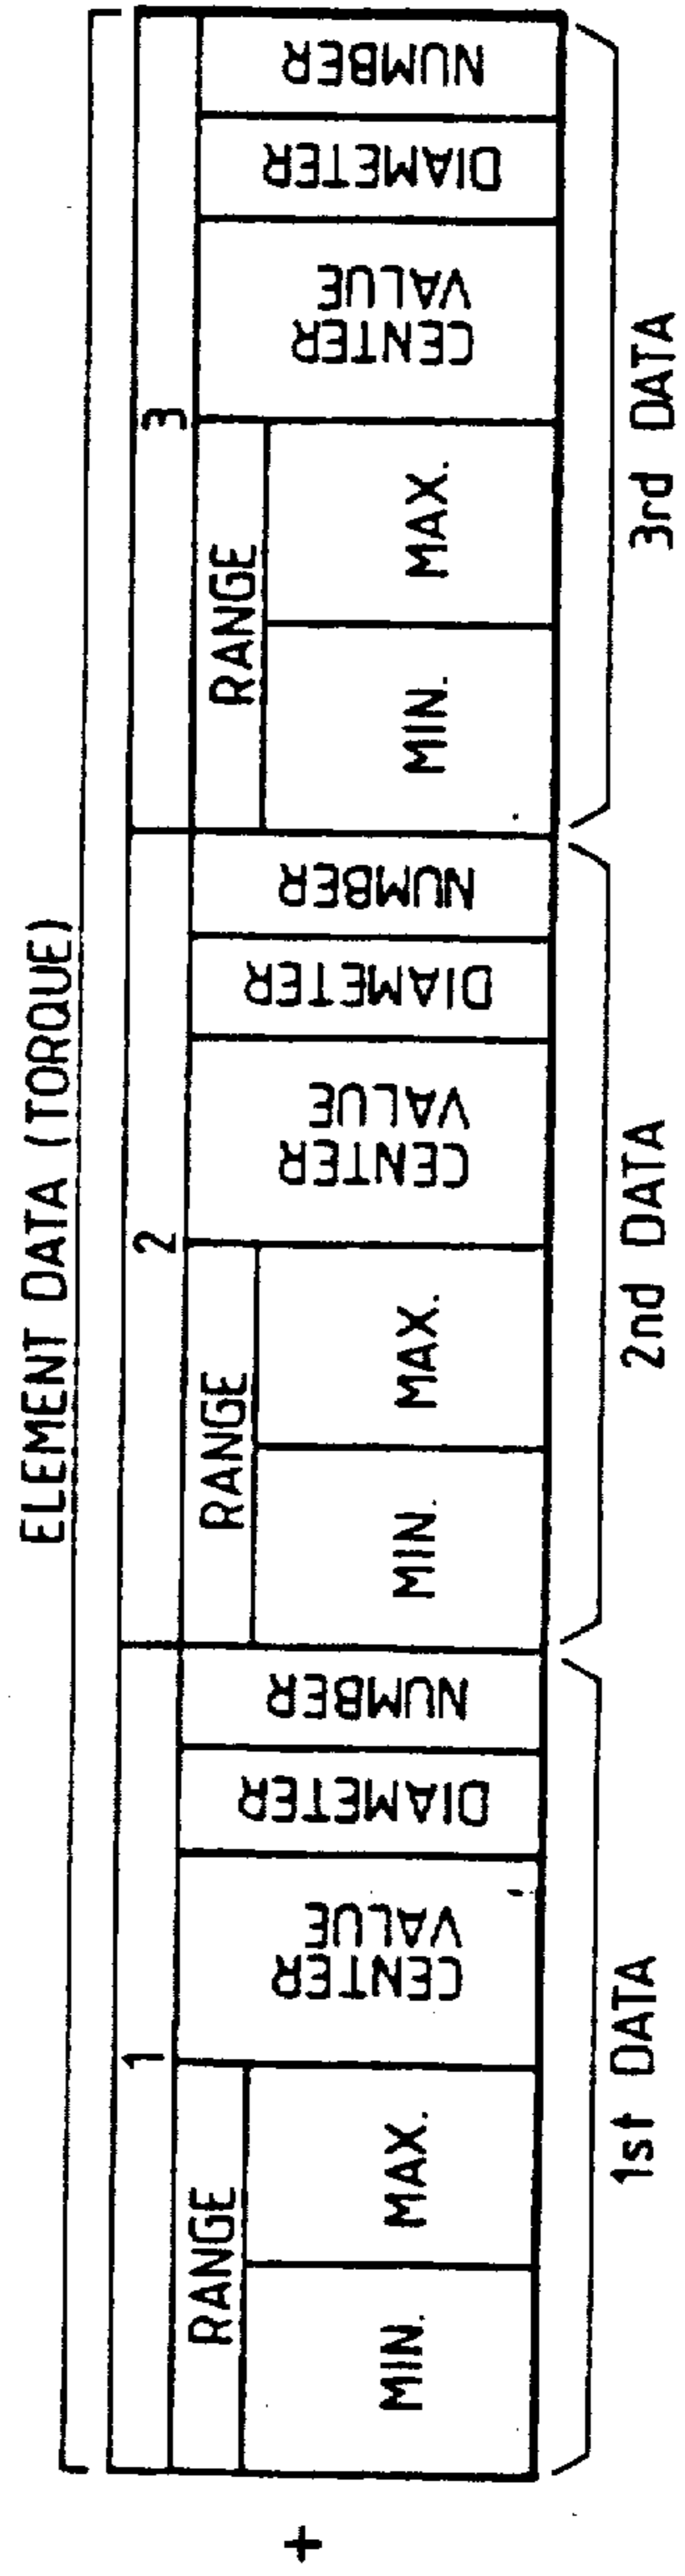 ELEMENT DATA (TORQUE)
+
1
RANGE
MIN.
MAX.
CENTER
VALUE
DIAMETER
NUMBER
2
RANGE
MIN.
MAX.
CENTER
VALUE
DIAMETER
NUMBER
3
RANGE
MIN.
MAX.
CENTER
VALUE
DIAMETER
NUMBER
1st DATA
2nd DATA
3rd DATA